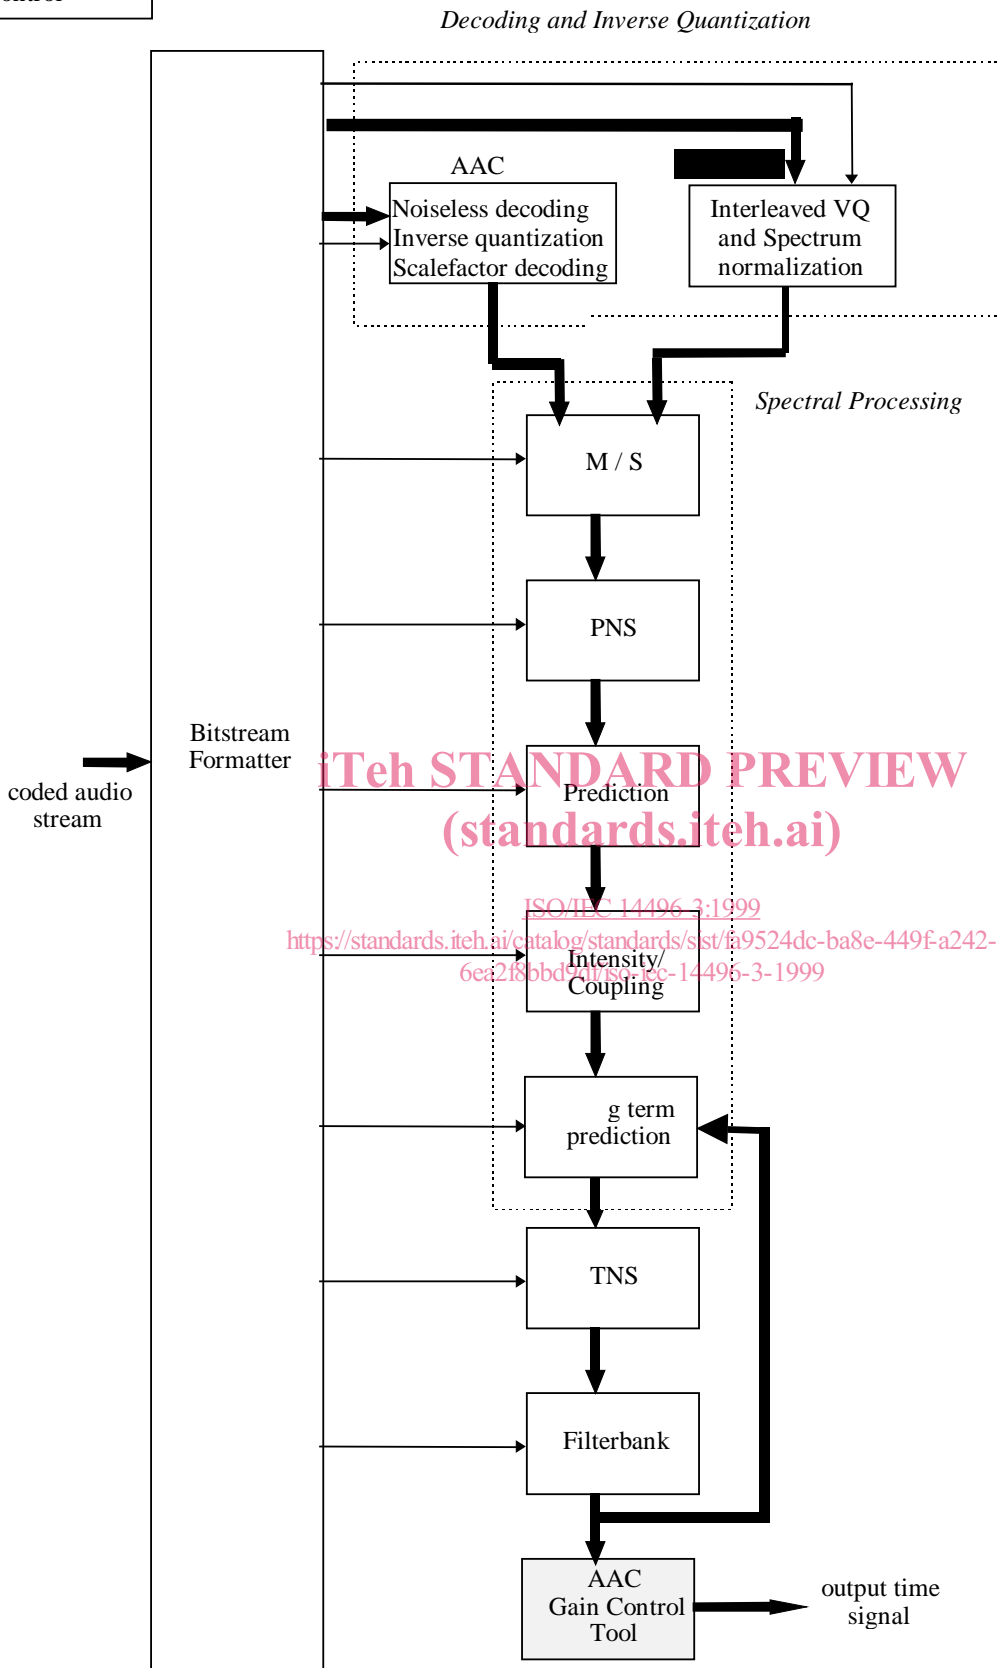 Decoding and Inverse Quantization
AAC
Noiseless decoding
Inverse quantization
Scalefactor decoding
Interleaved VQ
and Spectrum
normalization
Spectral Processing
M / S
PNS
Bitstream
Formatter
coded audio
stream
iTeh STANDARD PREVIEW
(standards.iteh.ai)
Prediction
ISO/IEC 14496-3:1999
https://standards.iteh.ai/catalog/standards/sist/fa9524dc-ba8e-449f-a242-
6ea2f8bbd9df/iso-iec-14496-3-1999
Intensity/
Coupling
g term
prediction
TNS
Filterbank
AAC
Gain Control
Tool
output time
signal